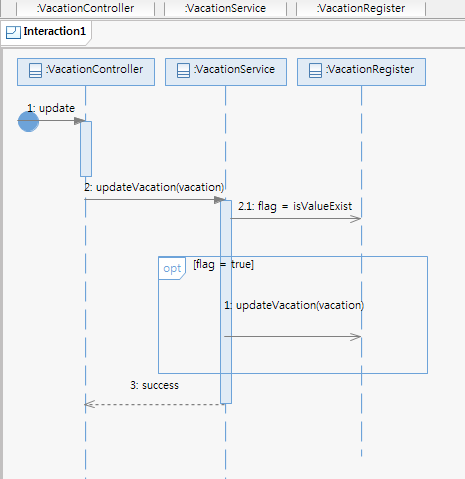 :VacationController :VacationService :VacationRegister
Interaction1
:VacationController :VacationService :VacationRegister
1: update
2: updateVacation(vacation)
2.1: flag = isValueExist
opt [flag = true]
1: updateVacation(vacation)
3: success